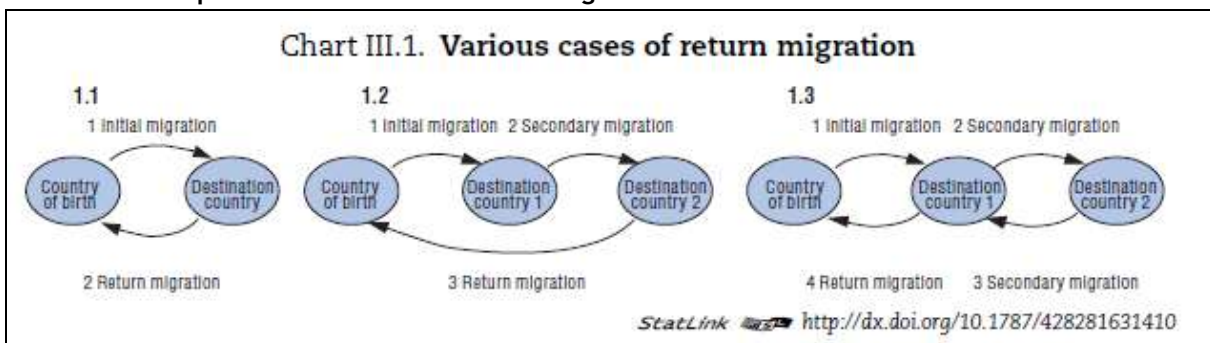 Chart III.1. Various cases of return migration
1.1
1 Initial migration
Country of birth
Destination country
2 Return migration
1.2
1 Initial migration 2 Secondary migration
Country of birth
Destination country 1
Destination country 2
3 Return migration
1.3
1 Initial migration 2 Secondary migration
Country of birth
Destination country 1
Destination country 2
4 Return migration 3 Secondary migration
StatLink http://dx.doi.org/10.1787/428281631410